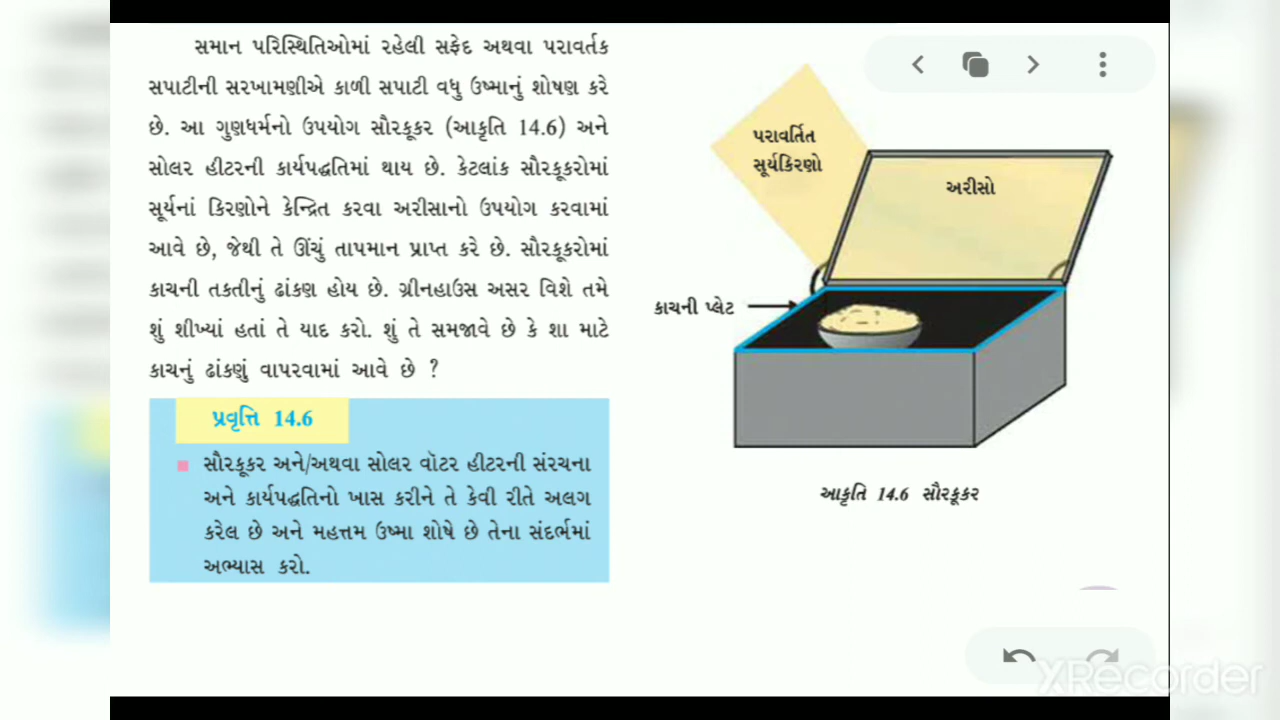 સમાન પરિસ્થિતિઓમાં રહેલી સફેદ અથવા પરાવર્તક
સપાટીની સરખામણીએ કાળી સપાટી વધુ ઉષ્માનું શોષણ કરે
છે. આ ગુણધર્મનો ઉપયોગ સૌરકૂકર (આકૃતિ 14.6) અને
સોલર હીટરની કાર્યપદ્ધતિમાં થાય છે. કેટલાંક સૌરકૂકરોમાં
સૂર્યનાં કિરણોને કેન્દ્રિત કરવા અરીસાનો ઉપયોગ કરવામાં
આવે છે, જેથી તે ઊંચું તાપમાન પ્રાપ્ત કરે છે. સૌરકૂકરોમાં
કાચની તકતીનું ઢાંકણ હોય છે. ગ્રીનહાઉસ અસર વિશે તમે
શું શીખ્યાં હતાં તે યાદ કરો. શું તે સમજાવે છે કે શા માટે
કાચનું ઢાંકણું વાપરવામાં આવે છે ?
પ્રવૃત્તિ 14.6
સૌરકૂકર અને/અથવા સોલર વૉટર હીટરની સંરચના
અને કાર્યપદ્ધતિનો ખાસ કરીને તે કેવી રીતે અલગ
કરેલ છે અને મહત્તમ ઉષ્મા શોષે છે તેના સંદર્ભમાં
અભ્યાસ કરો.
પરાવર્તિત
સૂર્યકિરણો
અરીસો
કાચની પ્લેટ
આકૃતિ 14.6 સૌરકૂકર
XRecorder